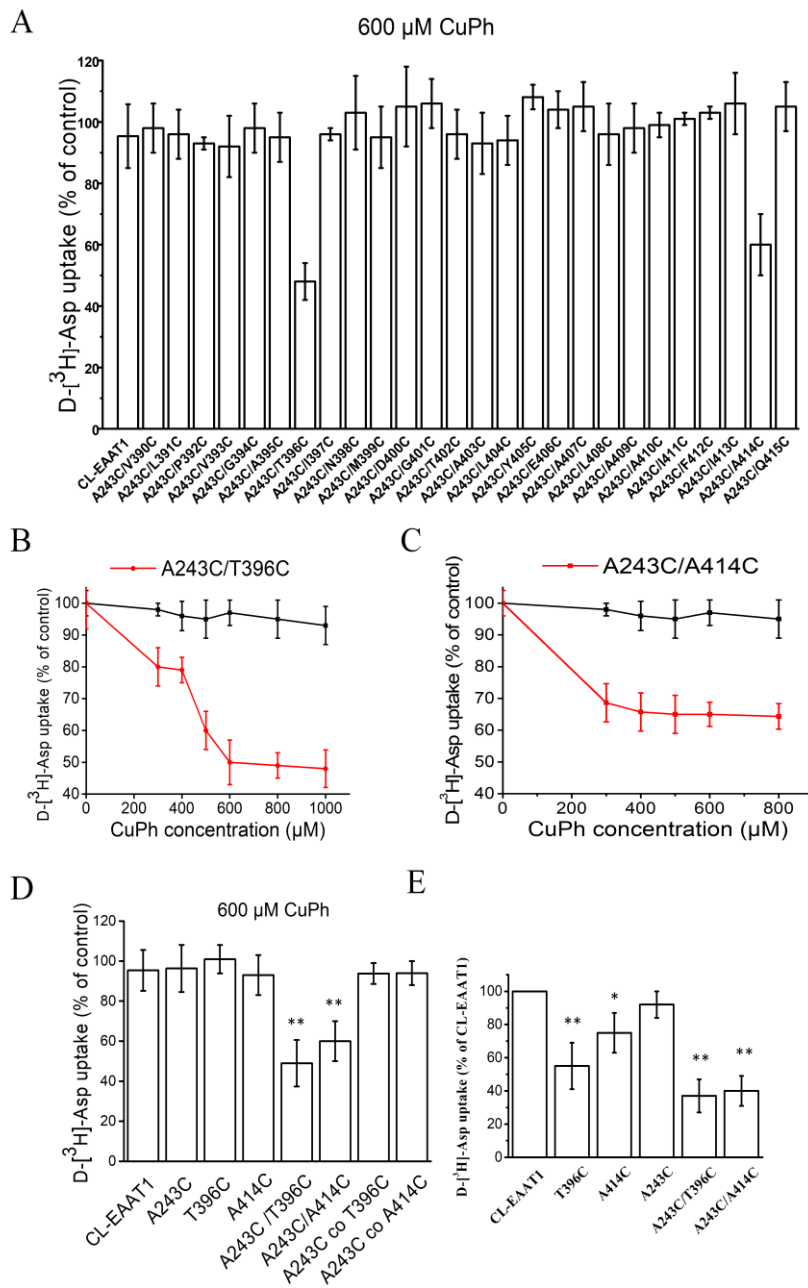 A
600 µM CuPh
D-[³H]-Asp uptake (% of control)
120
100
80
60
40
20
0
CL-EAAT1
A243C/V390C
A243C/L391C
A243C/P392C
A243C/V393C
A243C/G394C
A243C/A395C
A243C/T396C
A243C/I397C
A243C/N398C
A243C/M399C
A243C/D400C
A243C/G401C
A243C/T402C
A243C/A403C
A243C/L404C
A243C/Y405C
A243C/E406C
A243C/A407C
A243C/L408C
A243C/A409C
A243C/A410C
A243C/I411C
A243C/F412C
A243C/I413C
A243C/A414C
A243C/Q415C
B
A243C/T396C
D-[³H]-Asp uptake (% of control)
100
90
80
70
60
50
40
0 200 400 600 800 1000
CuPh concentration (µM)
C
A243C/A414C
D-[³H]-Asp uptake (% of control)
100
90
80
70
60
50
40
0 200 400 600 800
CuPh concentration (µM)
D
600 µM CuPh
D-[³H]-Asp uptake (% of control)
120
100
80
60
40
20
0
**
**
CL-EAAT1
A243C
T396C
A414C
A243C /T396C
A243C/A414C
A243C co T396C
A243C co A414C
E
D-[³H]-Asp uptake (% of CL-EAAT1)
100
80
60
40
20
0
**
*
**
**
CL-EAAT1
T396C
A414C
A243C
A243C/T396C
A243C/A414C